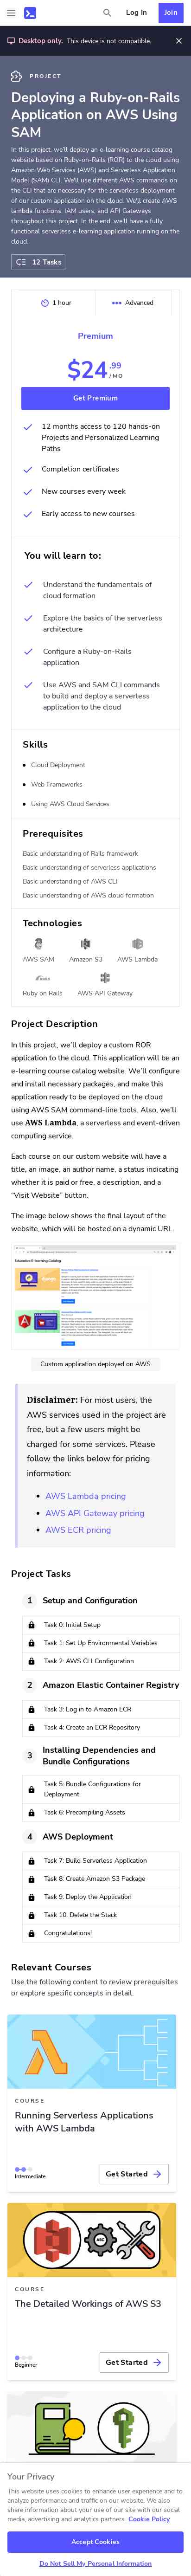 Log In
Join
Desktop only. This device is not compatible.
PROJECT
Deploying a Ruby-on-Rails
Application on AWS Using
SAM
In this project, we'll deploy an e-learning course catalog
website based on Ruby-on-Rails (ROR) to the cloud using
Amazon Web Services (AWS) and Serverless Application
Model (SAM) CLI. We'll use different AWS commands on
the CLI that are necessary for the serverless deployment
of our custom application on the cloud. We'll create AWS
lambda functions, IAM users, and API Gateways
throughout this project. In the end, we'll have a fully
functional serverless e-learning application running on the
cloud.
12 Tasks
1 hour
Advanced
Premium
$24.99
/ MO
Get Premium
12 months access to 120 hands-on
Projects and Personalized Learning
Paths
Completion certificates
New courses every week
Early access to new courses
You will learn to:
Understand the fundamentals of
cloud formation
Explore the basics of the serverless
architecture
Configure a Ruby-on-Rails
application
Use AWS and SAM CLI commands
to build and deploy a serverless
application to the cloud
Skills
Cloud Deployment
Web Frameworks
Using AWS Cloud Services
Prerequisites
Basic understanding of Rails framework
Basic understanding of serverless applications
Basic understanding of AWS CLI
Basic understanding of AWS cloud formation
Technologies
AWS SAM
Amazon S3
AWS Lambda
Ruby on Rails
AWS API Gateway
Project Description
In this project, we'll deploy a custom ROR
application to the cloud. This application will be an
e-learning course catalog website. We'll configure
and install necessary packages, and make this
application ready to be deployed on the cloud
using AWS SAM command-line tools. Also, we'll
use AWS Lambda, a serverless and event-driven
computing service.
Each course on our custom website will have a
title, an image, an author name, a status indicating
whether it is paid or free, a description, and a
"Visit Website" button.
The image below shows the final layout of the
website, which will be hosted on a dynamic URL.
Custom application deployed on AWS
Disclaimer: For most users, the
AWS services used in the project are
free, but a few users might be
charged for some services. Please
follow the links below for pricing
information:
AWS Lambda pricing
AWS API Gateway pricing
AWS ECR pricing
Project Tasks
1
Setup and Configuration
Task 0: Initial Setup
Task 1: Set Up Environmental Variables
Task 2: AWS CLI Configuration
2
Amazon Elastic Container Registry
Task 3: Log in to Amazon ECR
Task 4: Create an ECR Repository
3
Installing Dependencies and
Bundle Configurations
Task 5: Bundle Configurations for
Deployment
Task 6: Precompiling Assets
4
AWS Deployment
Task 7: Build Serverless Application
Task 8: Create Amazon S3 Package
Task 9: Deploy the Application
Task 10: Delete the Stack
Congratulations!
Relevant Courses
Use the following content to review prerequisites
or explore specific concepts in detail.
COURSE
Running Serverless Applications
with AWS Lambda
Intermediate
Get Started
ABC
COURSE
The Detailed Workings of AWS S3
Beginner
Get Started
Your Privacy
This website uses cookies to enhance user experience and to
analyze performance and traffic on our website. We also
share information about your use of our site with our social
media, advertising and analytics partners. Cookie Policy
Accept Cookies
Do Not Sell My Personal Information